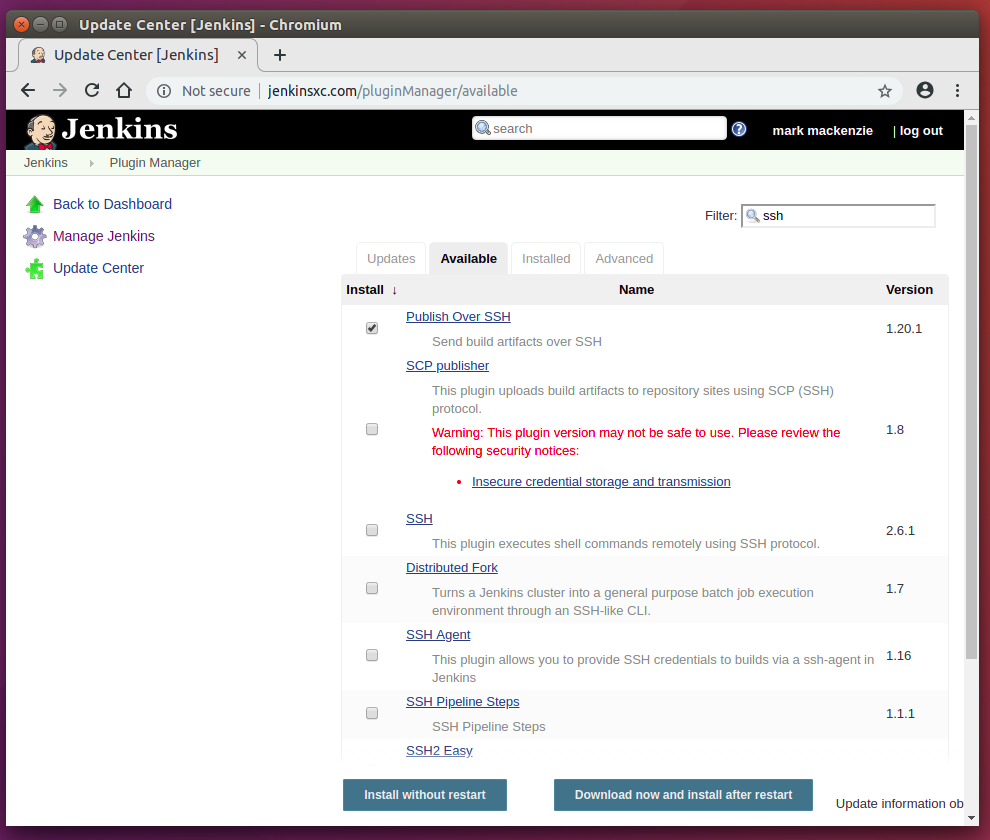 Update Center [Jenkins] - Chromium
Update Center [Jenkins]
Not secure
jenkinsxc.com/pluginManager/available
Jenkins
search
mark mackenzie
| log out
Jenkins
Plugin Manager
Back to Dashboard
Manage Jenkins
Update Center
Filter:
ssh
Updates
Available
Installed
Advanced
Install ↓
Name
Version
Publish Over SSH
Send build artifacts over SSH
1.20.1
SCP publisher
This plugin uploads build artifacts to repository sites using SCP (SSH)
protocol.
Warning: This plugin version may not be safe to use. Please review the
following security notices:
• Insecure credential storage and transmission
1.8
SSH
This plugin executes shell commands remotely using SSH protocol.
2.6.1
Distributed Fork
Turns a Jenkins cluster into a general purpose batch job execution
environment through an SSH-like CLI.
1.7
SSH Agent
This plugin allows you to provide SSH credentials to builds via a ssh-agent in
Jenkins
1.16
SSH Pipeline Steps
SSH Pipeline Steps
1.1.1
SSH2 Easy
Install without restart
Download now and install after restart
Update information ob